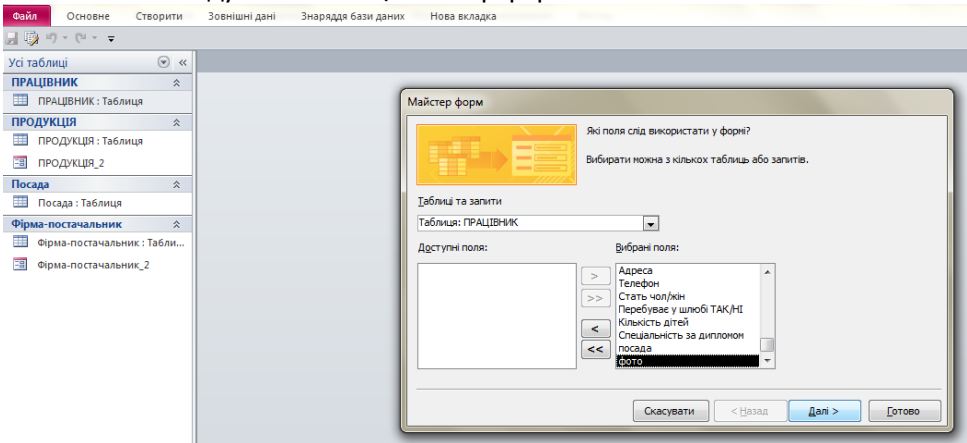 Файл Основне Створити Зовнішні дані Знаряддя бази даних Нова вкладка
Усі таблиці
ПРАЦІВНИК
ПРАЦІВНИК : Таблиця
ПРОДУКЦІЯ
ПРОДУКЦІЯ : Таблиця
ПРОДУКЦІЯ_2
Посада
Посада : Таблиця
Фірма-постачальник
Фірма-постачальник : Табли...
Фірма-постачальник_2
Майстер форм
Які поля слід використати у формі?
Вибирати можна з кількох таблиць або запитів.
Таблиці та запити
Таблиця: ПРАЦІВНИК
Доступні поля:
Вибрані поля:
>
>>
<
<<
Адреса
Телефон
Стать чол/жін
Перебуває у шлюбі ТАК/НІ
Кількість дітей
Спеціальність за дипломом
посада
фото
Скасувати < Назад Далі > Готово